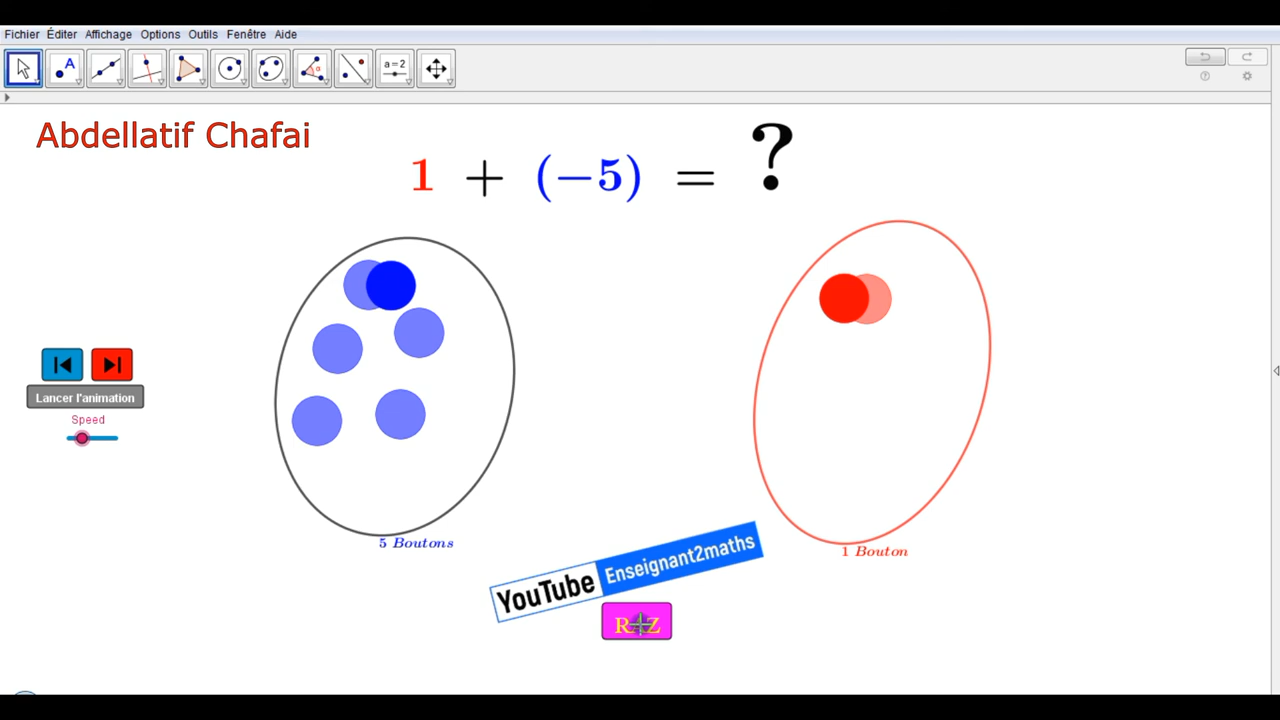 Fichier Éditer Affichage Options Outils Fenêtre Aide
A
α
a = 2
Abdellatif Chafai
1 + (−5) = ?
Lancer l'animation
Speed
5 Boutons
1 Bouton
YouTube Enseignant2maths